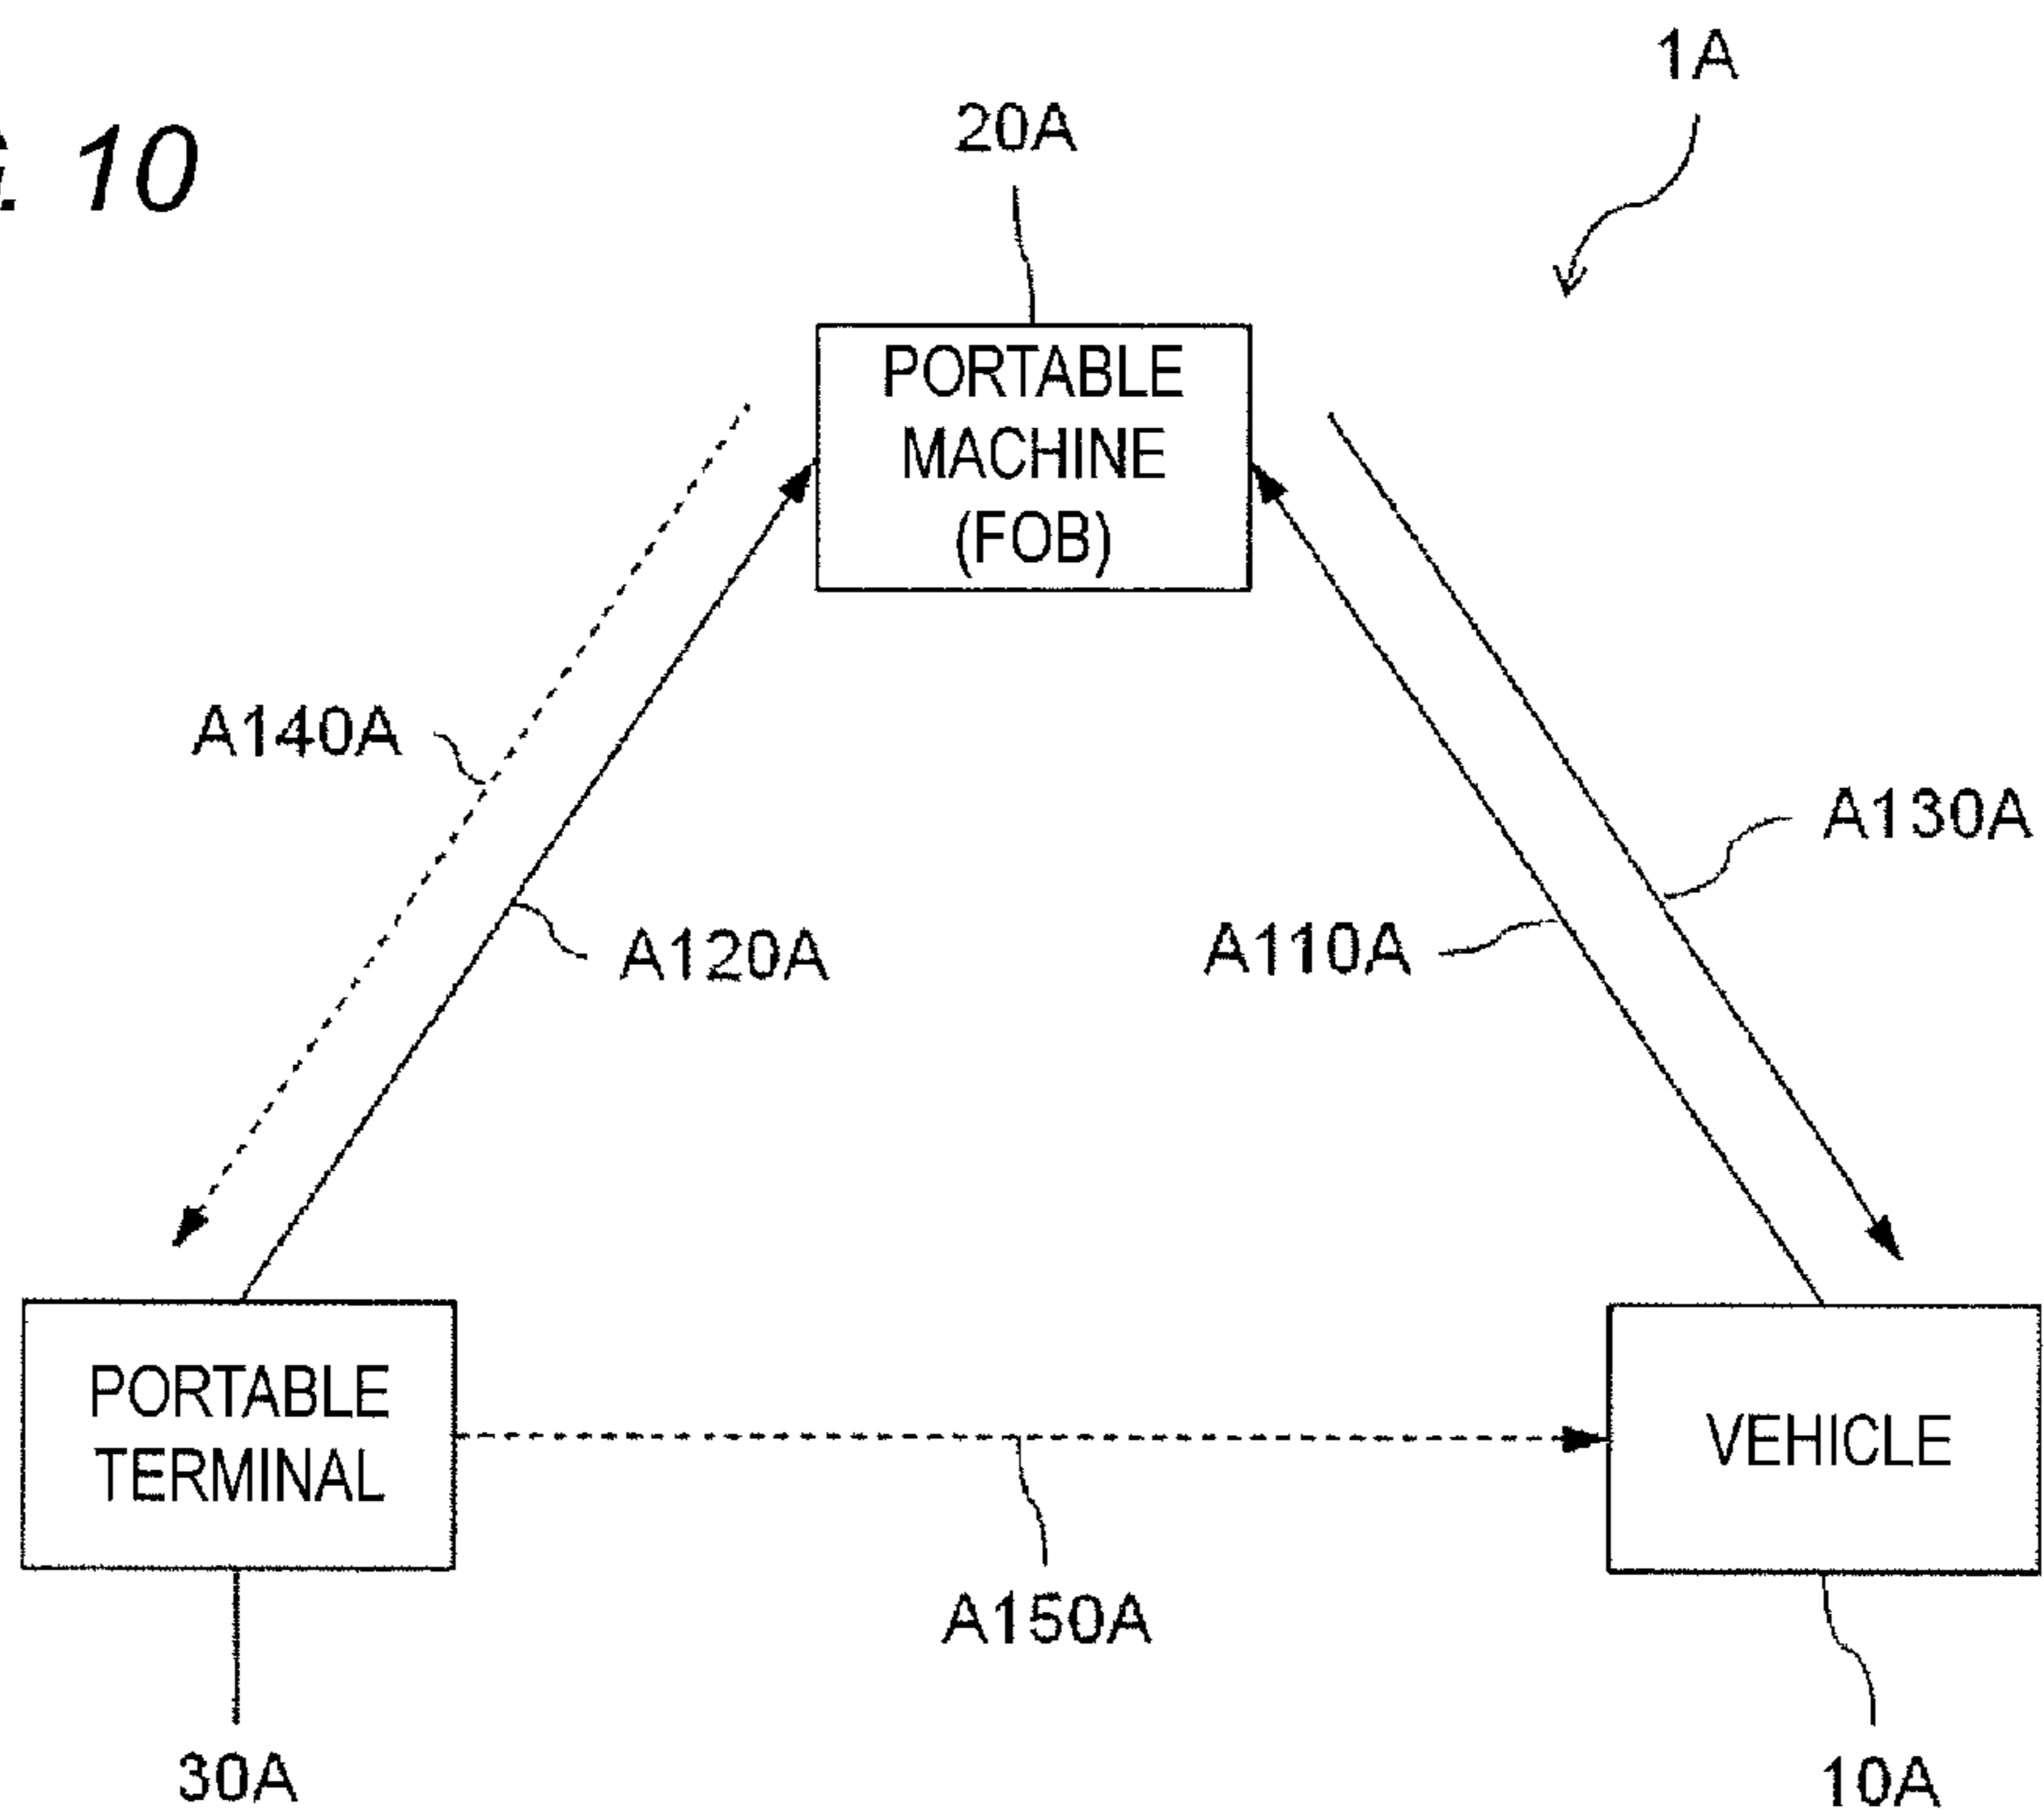 10
1A
20A
PORTABLE
MACHINE
(FOB)
A140A
A130A
A120A
A110A
PORTABLE
TERMINAL
VEHICLE
A150A
30A
10A